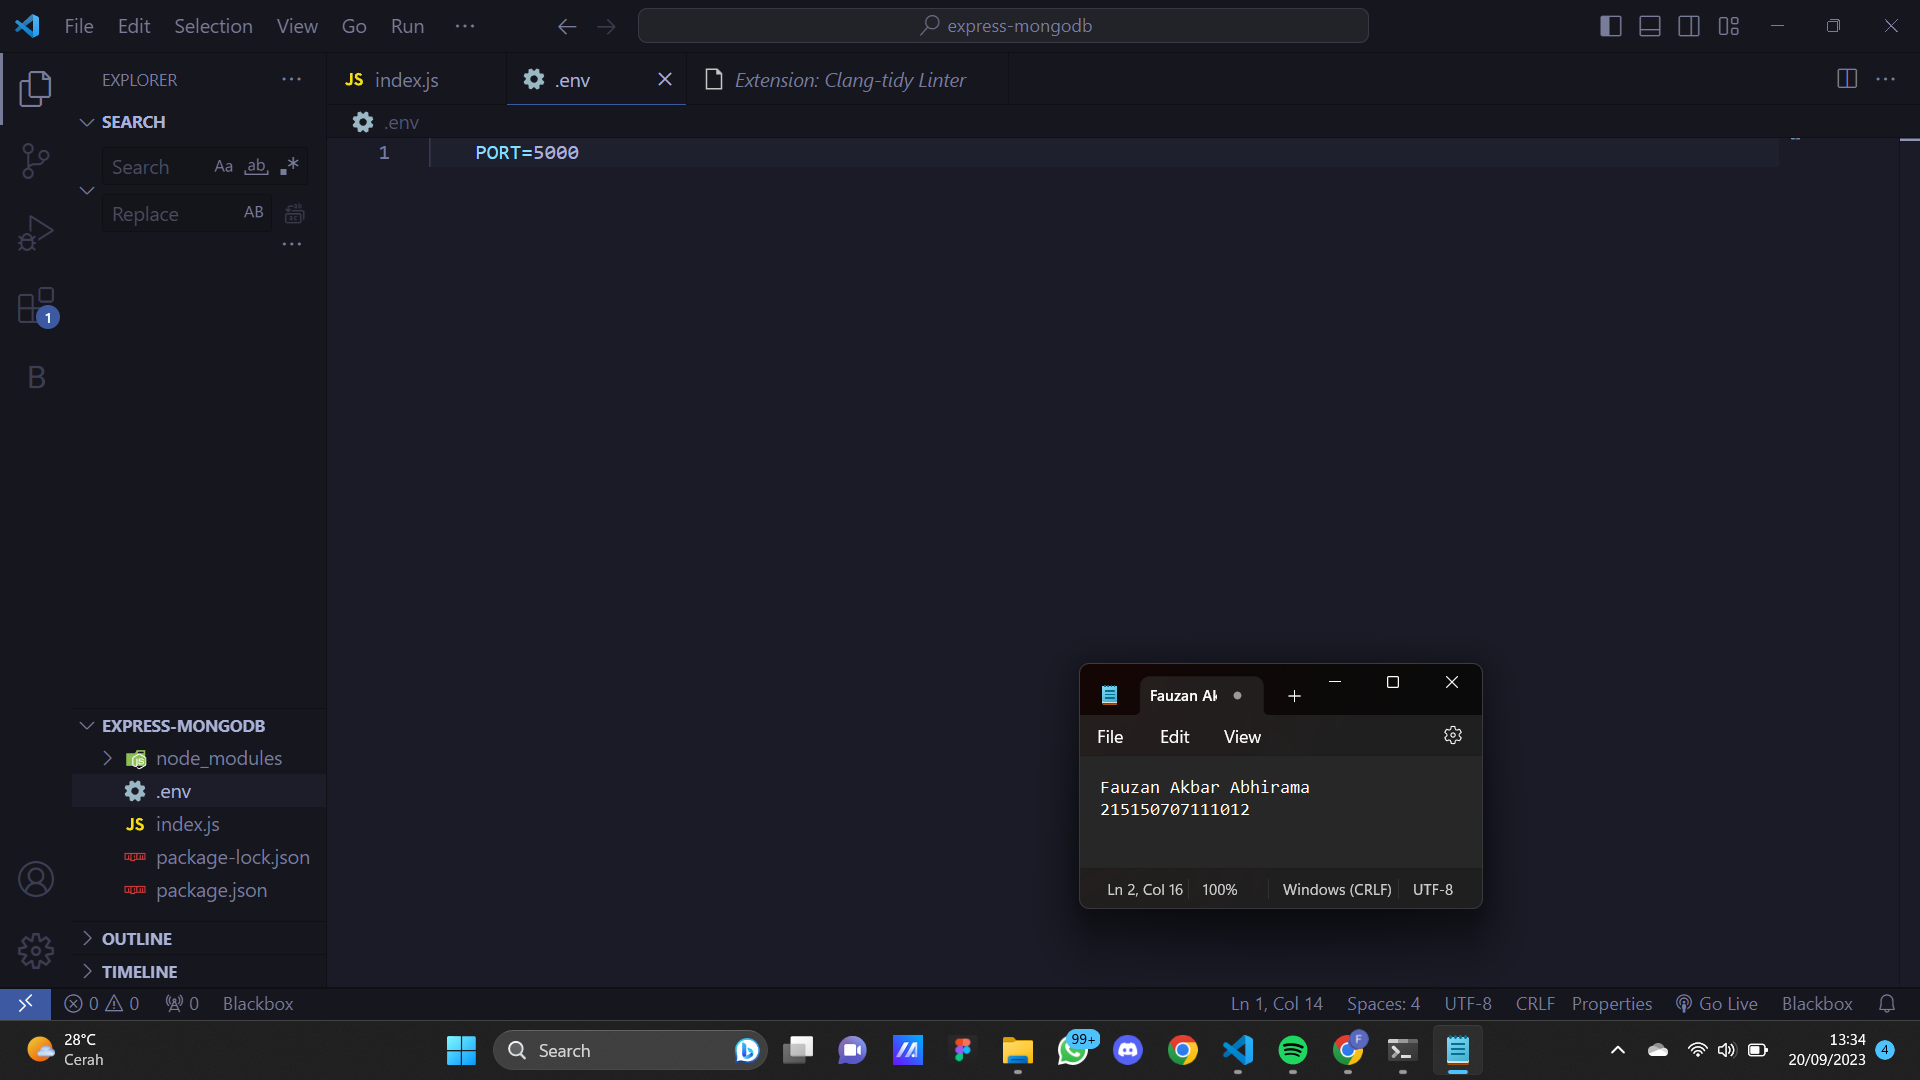 File Edit Selection View Go Run ... express-mongodb
EXPLORER ...
SEARCH
Search Aa ab .*
Replace AB
...
1
B
JS index.js .env Extension: Clang-tidy Linter ...
.env
1 PORT=5000
EXPRESS-MONGODB
node_modules
.env
JS index.js
package-lock.json
package.json
OUTLINE
TIMELINE
Fauzan Ak
File Edit View
Fauzan Akbar Abhirama
215150707111012
Ln 2, Col 16 100% Windows (CRLF) UTF-8
0 0 0 Blackbox Ln 1, Col 14 Spaces: 4 UTF-8 CRLF Properties Go Live Blackbox
28°C
Cerah
Search
99+
F
13:34
20/09/2023
4